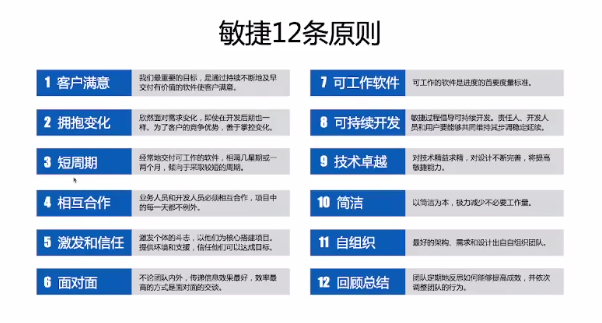 敏捷12条原则
1 客户满意
我们最重要的目标，是通过持续不断地及早
交付有价值的软件使客户满意。
2 拥抱变化
欣然面对需求变化，即使在开发后期也一
样。为了客户的竞争优势，善于掌控变化。
3 短周期
经常地交付可工作的软件，相隔几星期或一
两个月，倾向于采取较短的周期。
4 相互合作
业务人员和开发人员必须相互合作，项目中
的每一天都不例外。
5 激发和信任
激发个体的斗志，以他们为核心搭建项目。
提供环境和支援，信任他们可以达成目标。
6 面对面
不论团队内外，传递信息效果最好，效率最
高的方式是面对面的交谈。
7 可工作软件
可工作的软件是进度的首要度量标准。
8 可持续开发
敏捷过程倡导可持续开发。责任人、开发人
员和用户要能够共同维持其步调稳定延续。
9 技术卓越
对技术精益求精，对设计不断完善，将提高
敏捷能力。
10 简洁
以简洁为本，极力减少不必要工作量。
11 自组织
最好的架构、需求和设计出自自组织团队。
12 回顾总结
团队定期地反思如何能够提高成效，并依次
调整团队的行为。